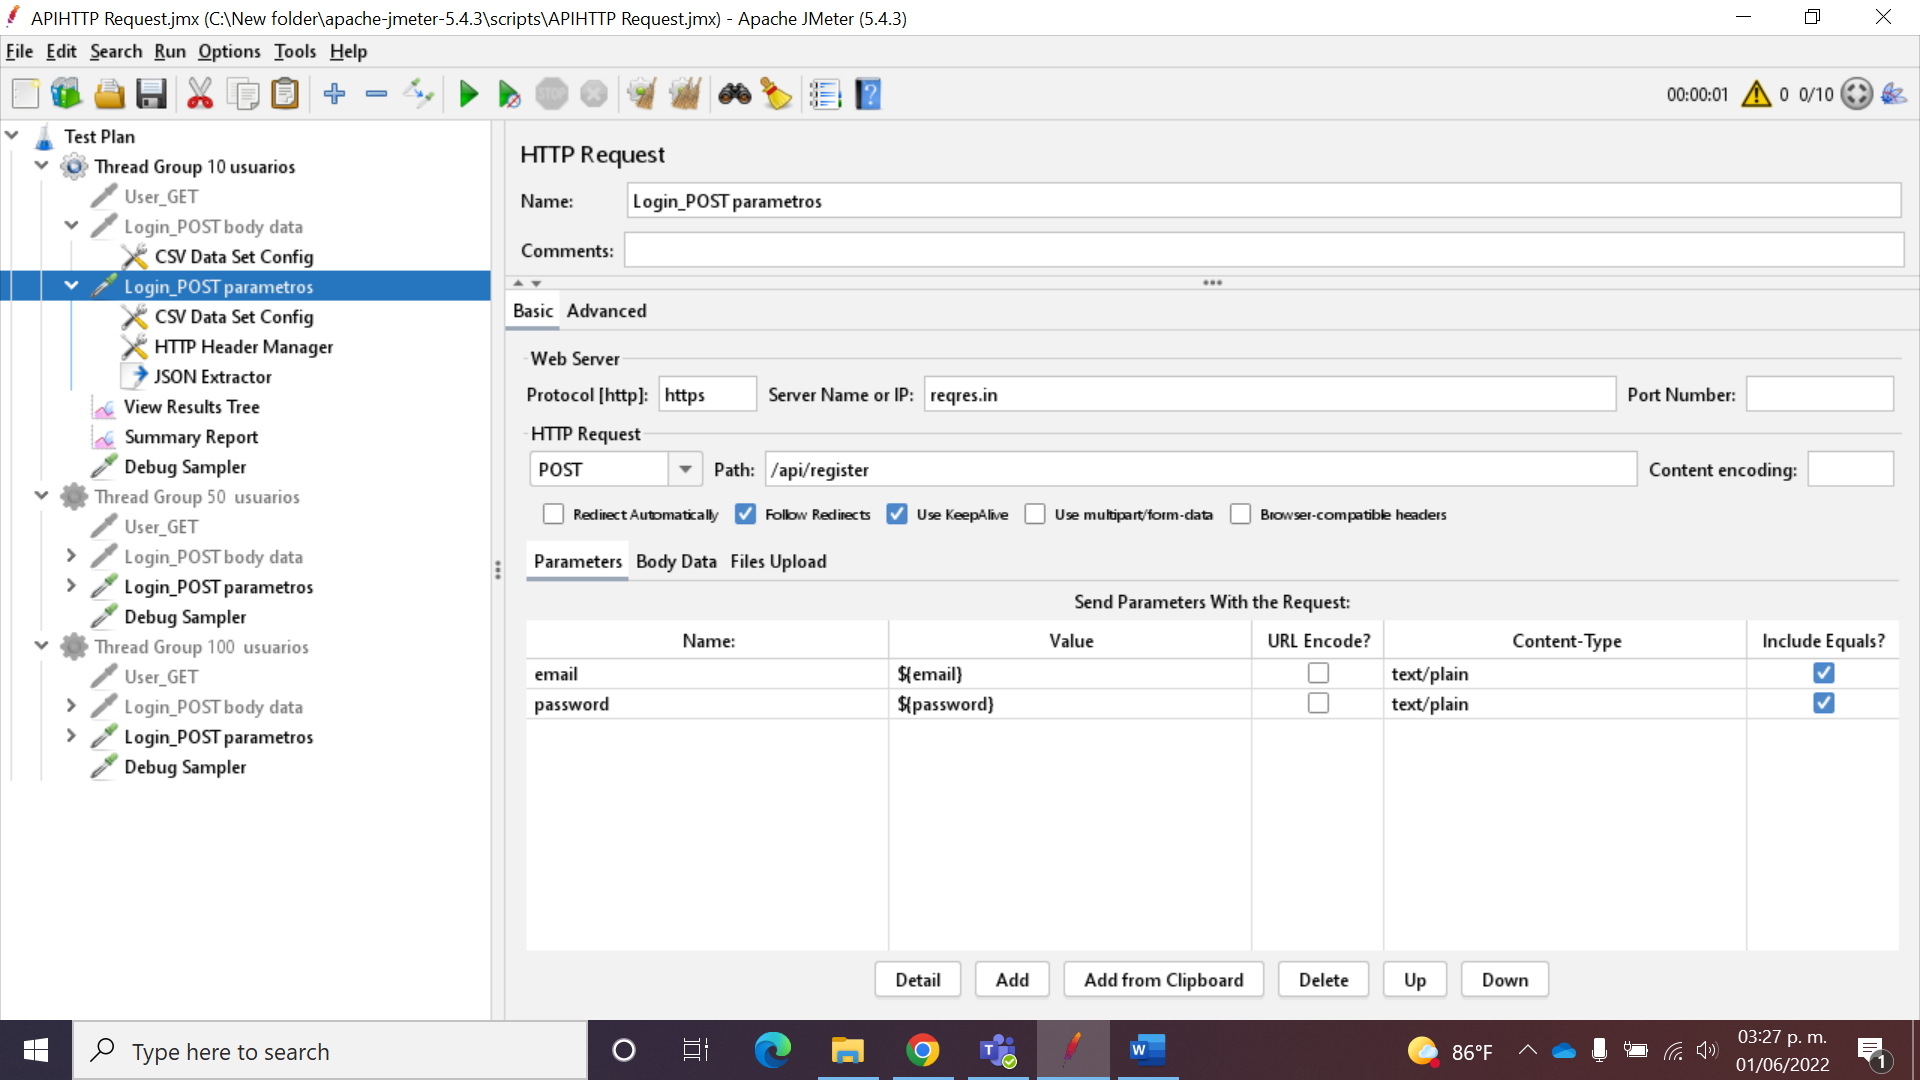 APIHTTP Request.jmx (C:\New folder\apache-jmeter-5.4.3\scripts\APIHTTP Request.jmx) - Apache JMeter (5.4.3)
File Edit Search Run Options Tools Help
STOP
?
00:00:01 0 0/10
Test Plan
Thread Group 10 usuarios
User_GET
Login_POST body data
CSV Data Set Config
Login_POST parametros
CSV Data Set Config
HTTP Header Manager
JSON Extractor
View Results Tree
Summary Report
Debug Sampler
Thread Group 50 usuarios
User_GET
Login_POST body data
Login_POST parametros
Debug Sampler
Thread Group 100 usuarios
User_GET
Login_POST body data
Login_POST parametros
Debug Sampler
HTTP Request
Name: Login_POST parametros
Comments:
Basic Advanced
Web Server
Protocol [http]: https Server Name or IP: reqres.in Port Number:
HTTP Request
POST Path: /api/register Content encoding:
Redirect Automatically Follow Redirects Use KeepAlive Use multipart/form-data Browser-compatible headers
Parameters Body Data Files Upload
Send Parameters With the Request:
Name: Value URL Encode? Content-Type Include Equals?
email ${email} text/plain
password ${password} text/plain
Detail Add Add from Clipboard Delete Up Down
Type here to search
T
W
86°F
03:27 p. m.
01/06/2022
1